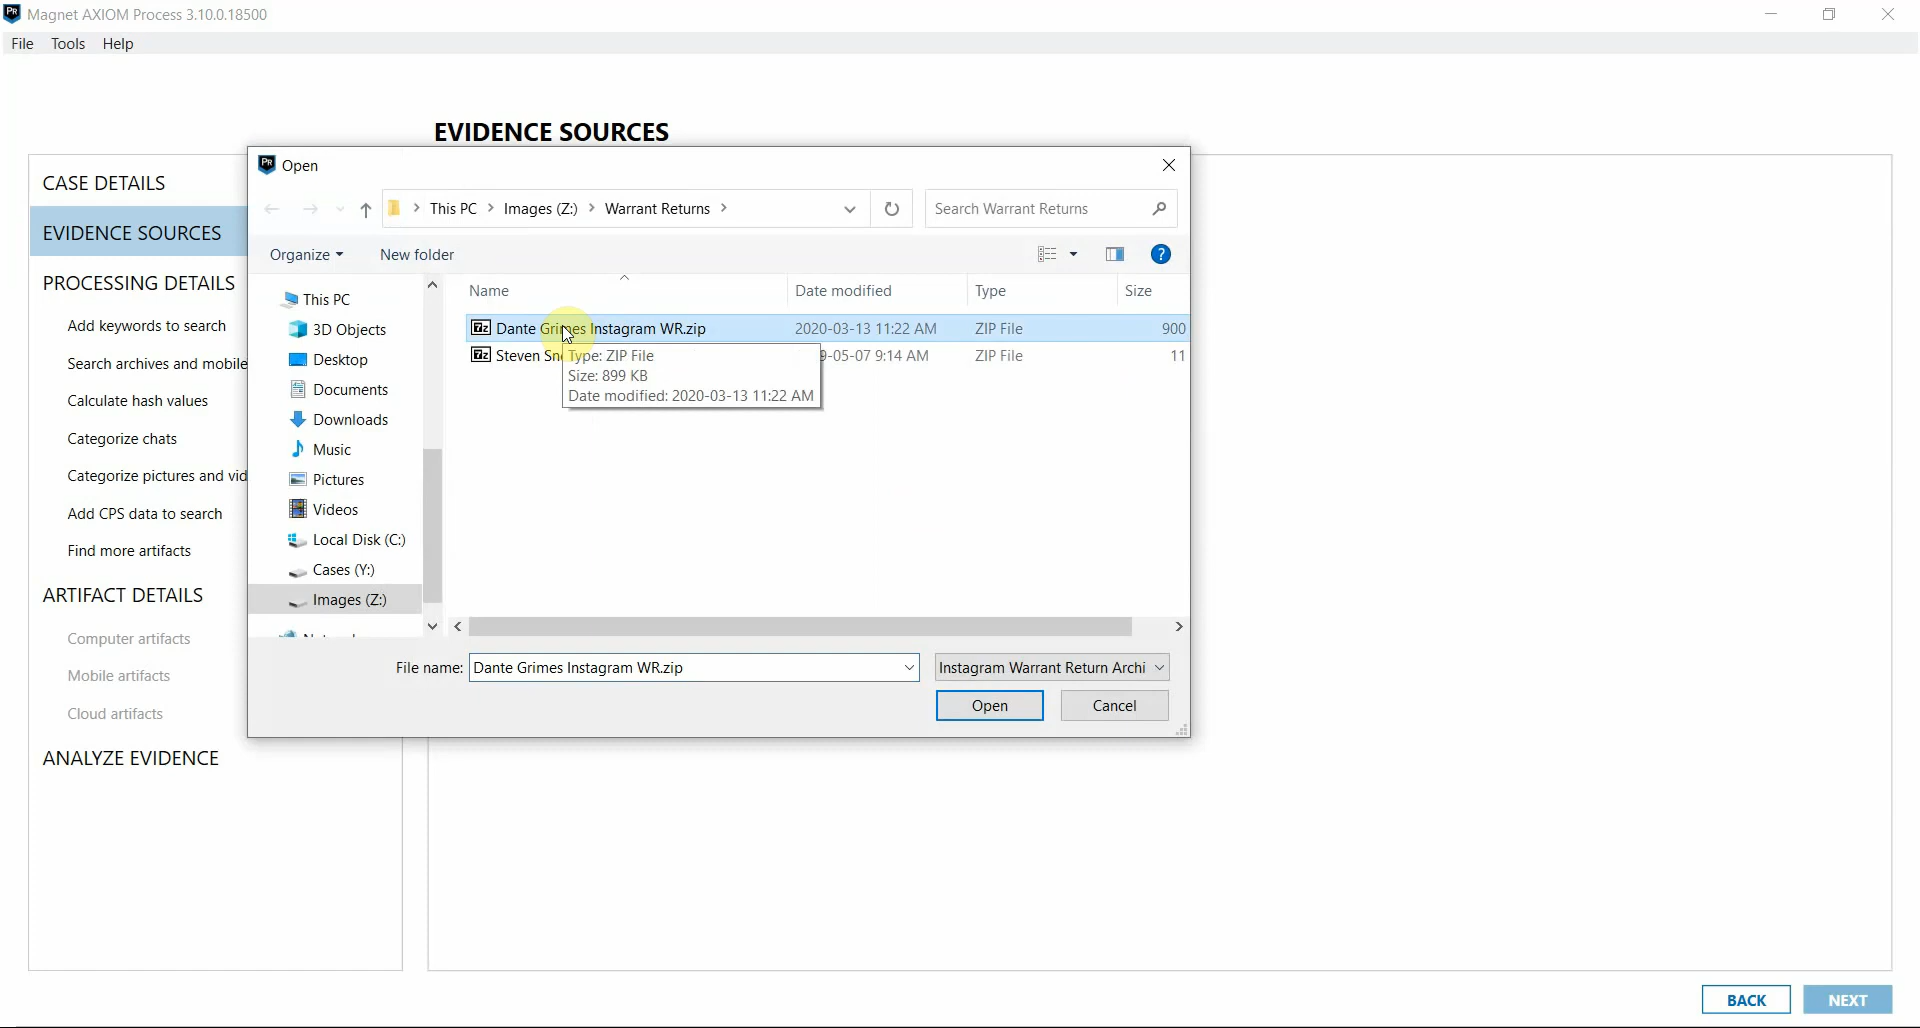 Magnet AXIOM Process 3.10.0.18500
File Tools Help
EVIDENCE SOURCES
CASE DETAILS
EVIDENCE SOURCES
PROCESSING DETAILS
Add keywords to search
Search archives and mobile
Calculate hash values
Categorize chats
Categorize pictures and vid
Add CPS data to search
Find more artifacts
ARTIFACT DETAILS
Computer artifacts
Mobile artifacts
Cloud artifacts
ANALYZE EVIDENCE
PR Open
This PC > Images (Z:) > Warrant Returns >
Search Warrant Returns
Organize New folder
This PC
3D Objects
Desktop
Documents
Downloads
Music
Pictures
Videos
Local Disk (C:)
Cases (Y:)
Images (Z:)
Name Date modified Type Size
Dante Grimes Instagram WR.zip 2020-03-13 11:22 AM ZIP File 900
Steven 9-05-07 9:14 AM ZIP File 11
Type: ZIP File
Size: 899 KB
Date modified: 2020-03-13 11:22 AM
File name: Dante Grimes Instagram WR.zip
Instagram Warrant Return Archi
Open Cancel
BACK NEXT